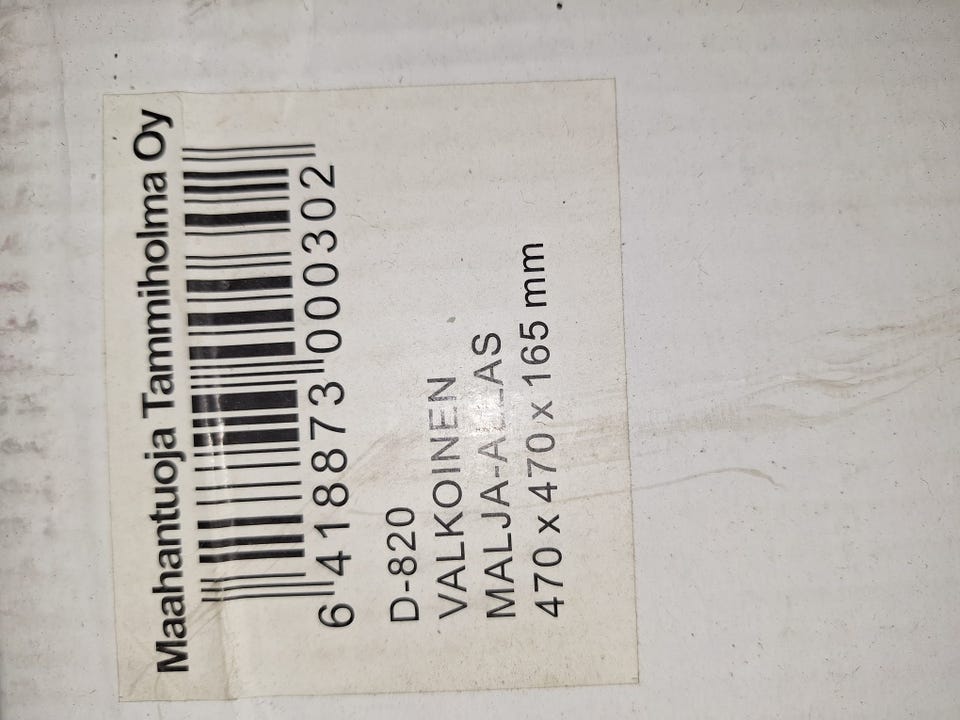 Maahantuoja Tammiholma Oy
6 418873 000302
D-820
VALKOINEN
MALJA-ALLAS
470 x 470 x 165 mm